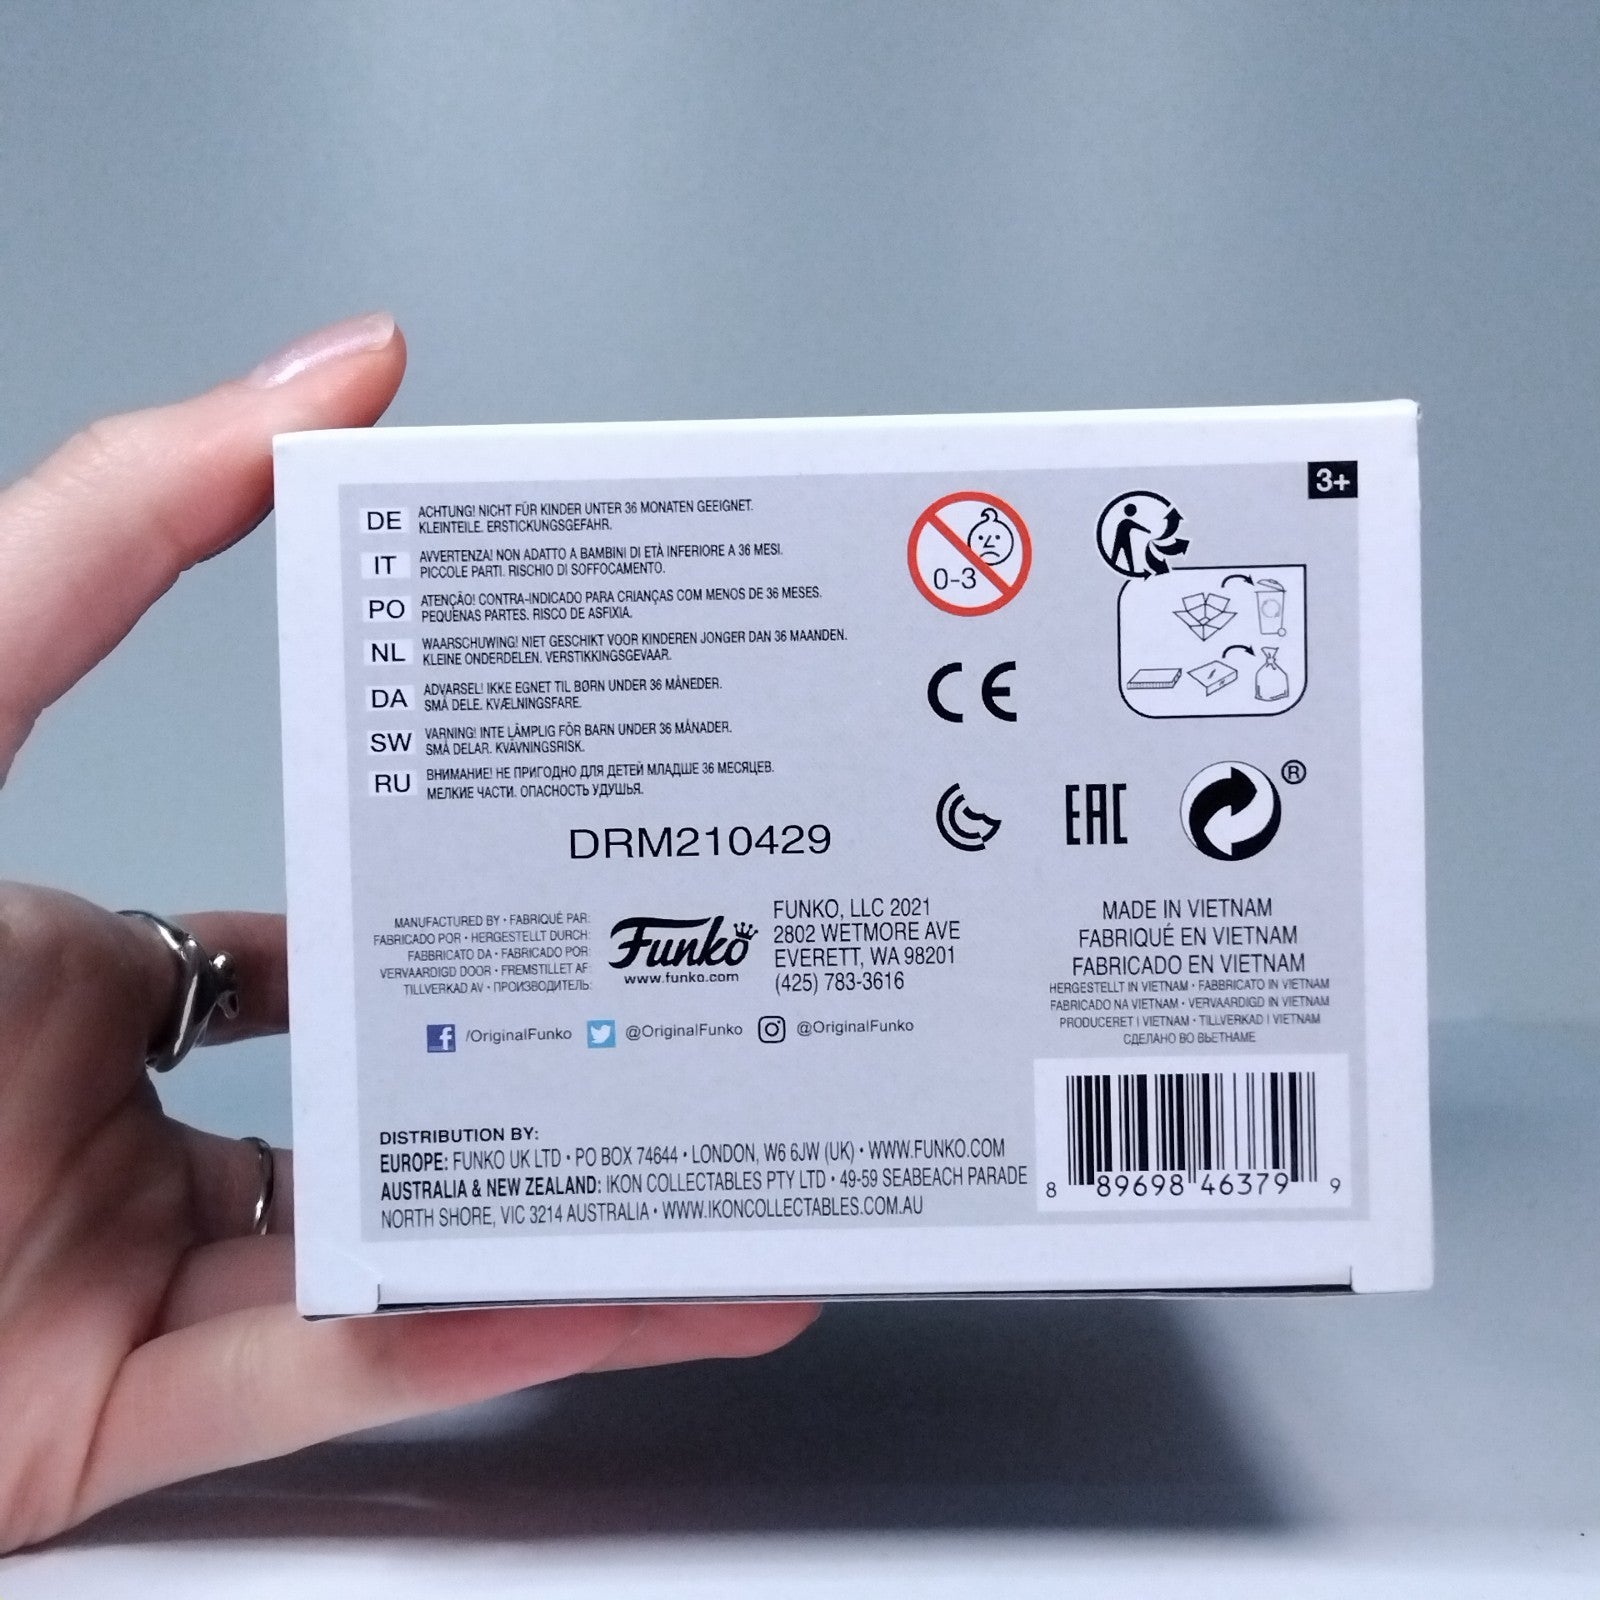 3+
DE ACHTUNG! NICHT FÜR KINDER UNTER 36 MONATEN GEEIGNET.
KLEINTEILE. ERSTICKUNGSGEFAHR.
IT AVVERTENZA! NON ADATTO A BAMBINI DI ETÀ INFERIORE A 36 MESI.
PICCOLE PARTI. RISCHIO DI SOFFOCAMENTO.
PO ATENÇÃO! CONTRA-INDICADO PARA CRIANÇAS COM MENOS DE 36 MESES.
PEQUENAS PARTES. RISCO DE ASFIXIA.
NL WAARSCHUWING! NIET GESCHIKT VOOR KINDEREN JONGER DAN 36 MAANDEN.
KLEINE ONDERDELEN. VERSTIKKINGSGEVAAR.
DA ADVARSEL! IKKE EGNET TIL BØRN UNDER 36 MÅNEDER.
SMÅ DELE. KVÆLNINGSFARE.
SW VARNING! INTE LÄMPLIG FÖR BARN UNDER 36 MÅNADER.
SMÅ DELAR. KVÄVNINGSRISK.
RU ВНИМАНИЕ! НЕ ПРИГОДНО ДЛЯ ДЕТЕЙ МЛАДШЕ 36 МЕСЯЦЕВ.
МЕЛКИЕ ЧАСТИ. ОПАСНОСТЬ УДУШЬЯ.
0-3
CE
EAC
®
DRM210429
MANUFACTURED BY • FABRIQUÉ PAR:
FABRICADO POR • HERGESTELLT DURCH:
FABBRICATO DA • FABRICADO POR:
VERVAARDIGD DOOR • FREMSTILLET AF:
TILLVERKAD AV • ПРОИЗВОДИТЕЛЬ:
Funko
www.funko.com
FUNKO, LLC 2021
2802 WETMORE AVE
EVERETT, WA 98201
(425) 783-3616
f /OriginalFunko @OriginalFunko @OriginalFunko
MADE IN VIETNAM
FABRIQUÉ EN VIETNAM
FABRICADO EN VIETNAM
HERGESTELLT IN VIETNAM • FABBRICATO IN VIETNAM
FABRICADO NA VIETNAM • VERVAARDIGD IN VIETNAM
PRODUCERET I VIETNAM • TILLVERKAD I VIETNAM
СДЕЛАНО ВО ВЬЕТНАМЕ
DISTRIBUTION BY:
EUROPE: FUNKO UK LTD • PO BOX 74644 • LONDON, W6 6JW (UK) • WWW.FUNKO.COM
AUSTRALIA & NEW ZEALAND: IKON COLLECTABLES PTY LTD • 49-59 SEABEACH PARADE
NORTH SHORE, VIC 3214 AUSTRALIA • WWW.IKONCOLLECTABLES.COM.AU
8 89698 46379 9